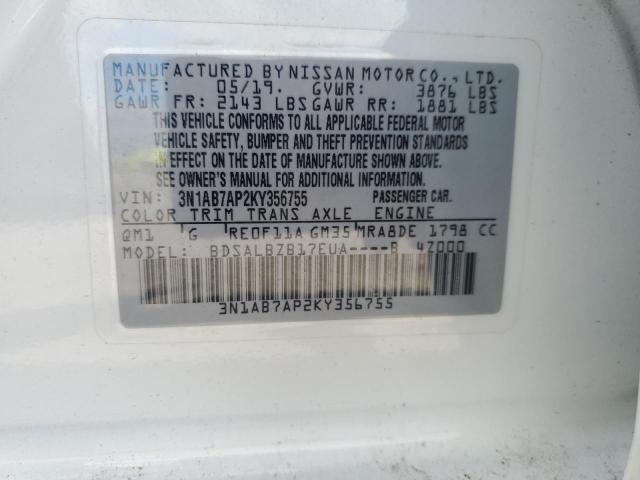 MANUFACTURED BY NISSAN MOTOR CO., LTD.
DATE: 05/19. GVWR: 3876 LBS
GAWR FR: 2143 LBS GAWR RR: 1881 LBS
THIS VEHICLE CONFORMS TO ALL APPLICABLE FEDERAL MOTOR
VEHICLE SAFETY, BUMPER AND THEFT PREVENTION STANDARDS
IN EFFECT ON THE DATE OF MANUFACTURE SHOWN ABOVE.
SEE OWNER'S MANUAL FOR ADDITIONAL INFORMATION.
VIN: 3N1AB7AP2KY356755 PASSENGER CAR.
COLOR TRIM TRANS AXLE ENGINE
QM1 G RE0F11A GM35 MRA8DE 1798 CC
MODEL: BDSALBZB17EUA----B 4Z000
3N1AB7AP2KY356755